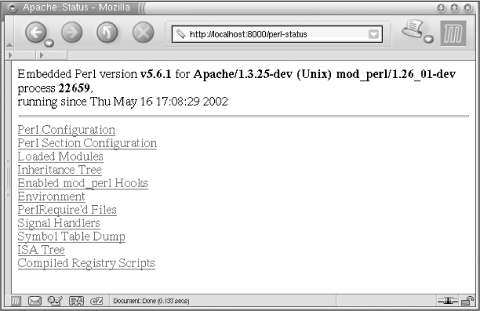 Apache::Status - Mozilla
http://localhost:8000/perl-status
Embedded Perl version v5.6.1 for Apache/1.3.25-dev (Unix) mod_perl/1.26_01-dev
process 22659,
running since Thu May 16 17:08:29 2002
Perl Configuration
Perl Section Configuration
Loaded Modules
Inheritance Tree
Enabled mod_perl Hooks
Environment
PerlRequire'd Files
Signal Handlers
Symbol Table Dump
ISA Tree
Compiled Registry Scripts
Document: Done (0.133 secs)